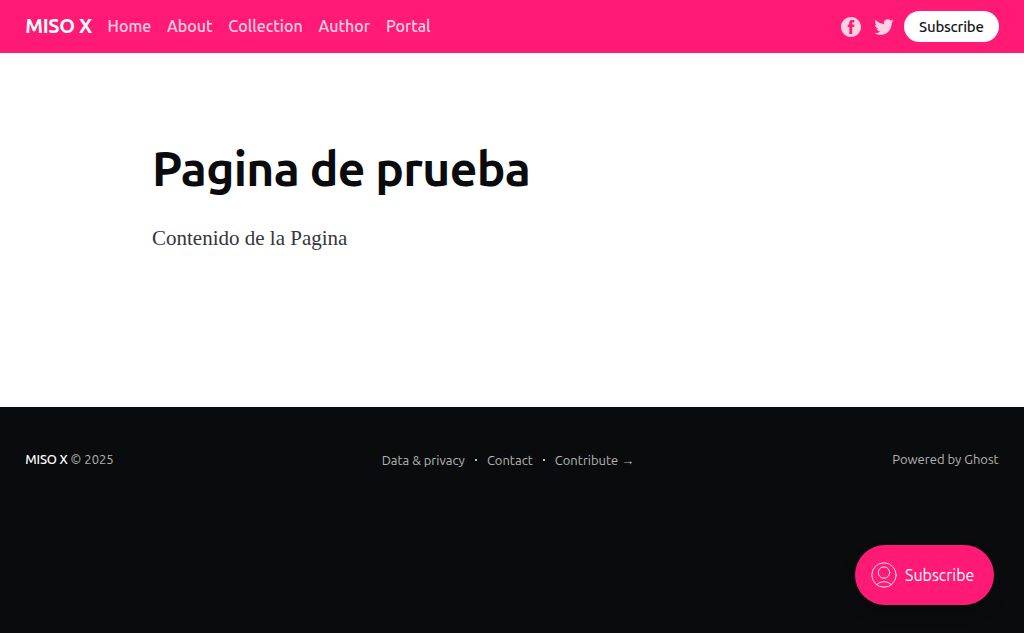 MISO X Home About Collection Author Portal Subscribe
Pagina de prueba
Contenido de la Pagina
MISO X © 2025 Data & privacy · Contact · Contribute → Powered by Ghost
Subscribe